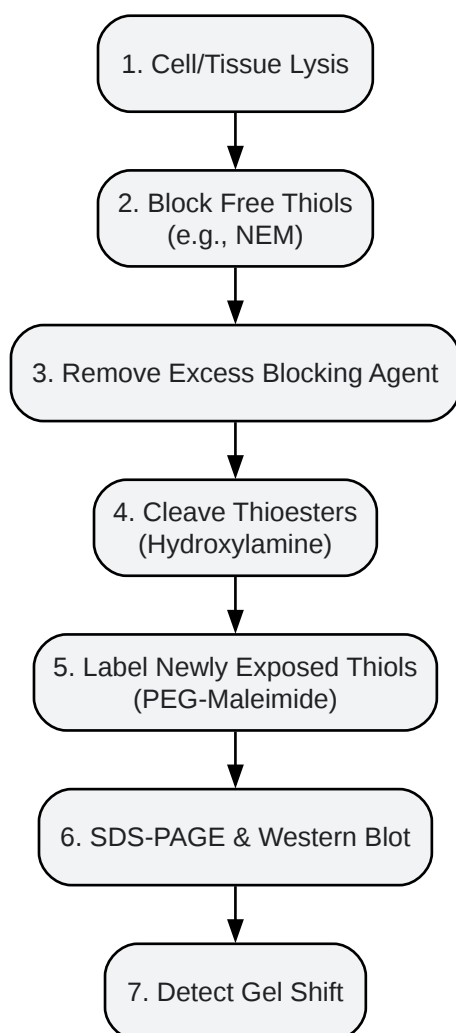 1. Cell/Tissue Lysis
2. Block Free Thiols
(e.g., NEM)
3. Remove Excess Blocking Agent
4. Cleave Thioesters
(Hydroxylamine)
5. Label Newly Exposed Thiols
(PEG-Maleimide)
6. SDS-PAGE & Western Blot
7. Detect Gel Shift